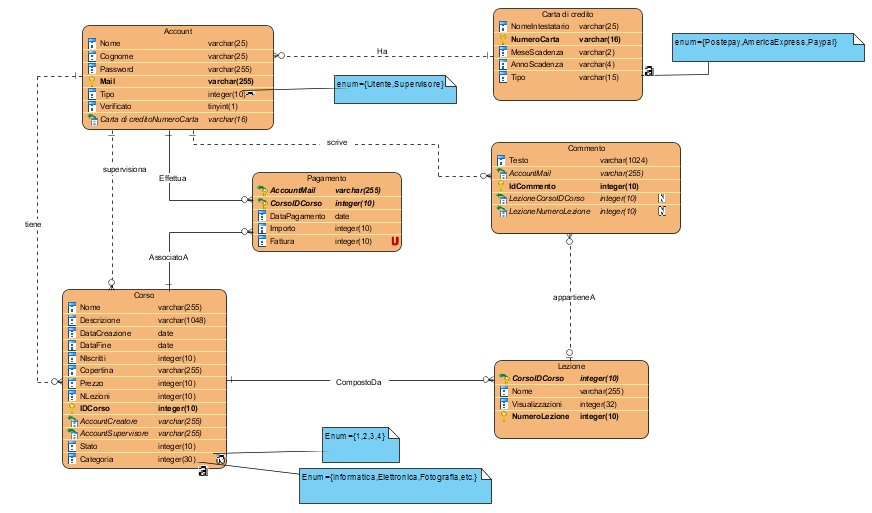 Account
Nome varchar(25)
Cognome varchar(25)
Password varchar(255)
Mail varchar(255)
Tipo integer(10)
Verificato tinyint(1)
Carta di creditoNumeroCarta varchar(16)
Ha
Carta di credito
NomeIntestatario varchar(25)
NumeroCarta varchar(16)
MeseScadenza varchar(2)
AnnoScadenza varchar(4)
Tipo varchar(15)
a
enum={Postepay,AmericaExpress,Paypal}
enum={Utente,Supervisore}
scrive
supervisiona
Effettua
tiene
AssociatoA
Pagamento
AccountMail varchar(255)
CorsoIDCorso integer(10)
DataPagamento date
Importo integer(10)
Fattura integer(10) U
Commento
Testo varchar(1024)
AccountMail varchar(255)
IdCommento integer(10)
LezioneCorsoIDCorso integer(10) N
LezioneNumeroLezione integer(10) N
appartieneA
Corso
Nome varchar(255)
Descrizione varchar(1048)
DataCreazione date
DataFine date
NIscritti integer(10)
Copertina varchar(255)
Prezzo integer(10)
NLezioni integer(10)
IDCorso integer(10)
AccountCreatore varchar(255)
AccountSupervisore varchar(255)
Stato integer(10)
Categoria integer(30)
a
a
CompostoDa
Lezione
CorsoIDCorso integer(10)
Nome varchar(255)
Visualizzazioni integer(32)
NumeroLezione integer(10)
Enum={1,2,3,4}
Enum={Informatica,Elettronica,Fotografia,etc.}